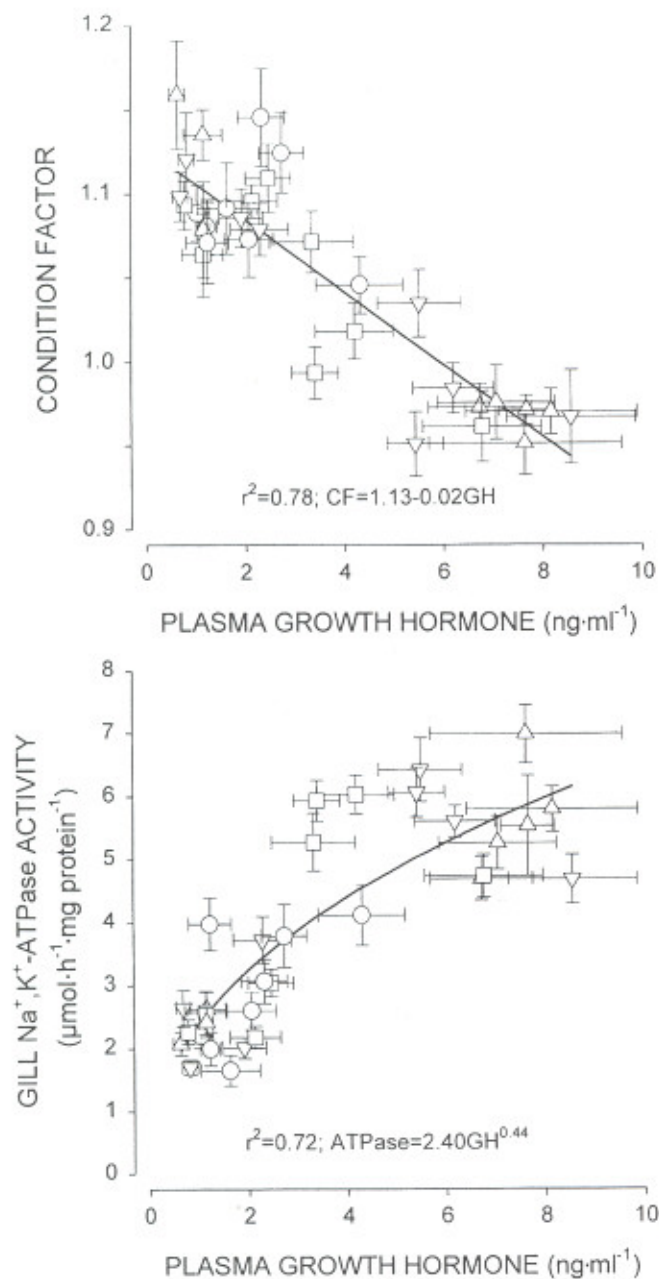 1.2
1.1
1.0
0.9
CONDITION FACTOR
r²=0.78; CF=1.13-0.02GH
0 2 4 6 8 10
PLASMA GROWTH HORMONE (ng·ml⁻¹)
8
7
6
5
4
3
2
1
0
GILL Na⁺,K⁺-ATPase ACTIVITY
(µmol·h⁻¹·mg protein⁻¹)
r²=0.72; ATPase=2.40GH⁰·⁴⁴
0 2 4 6 8 10
PLASMA GROWTH HORMONE (ng·ml⁻¹)